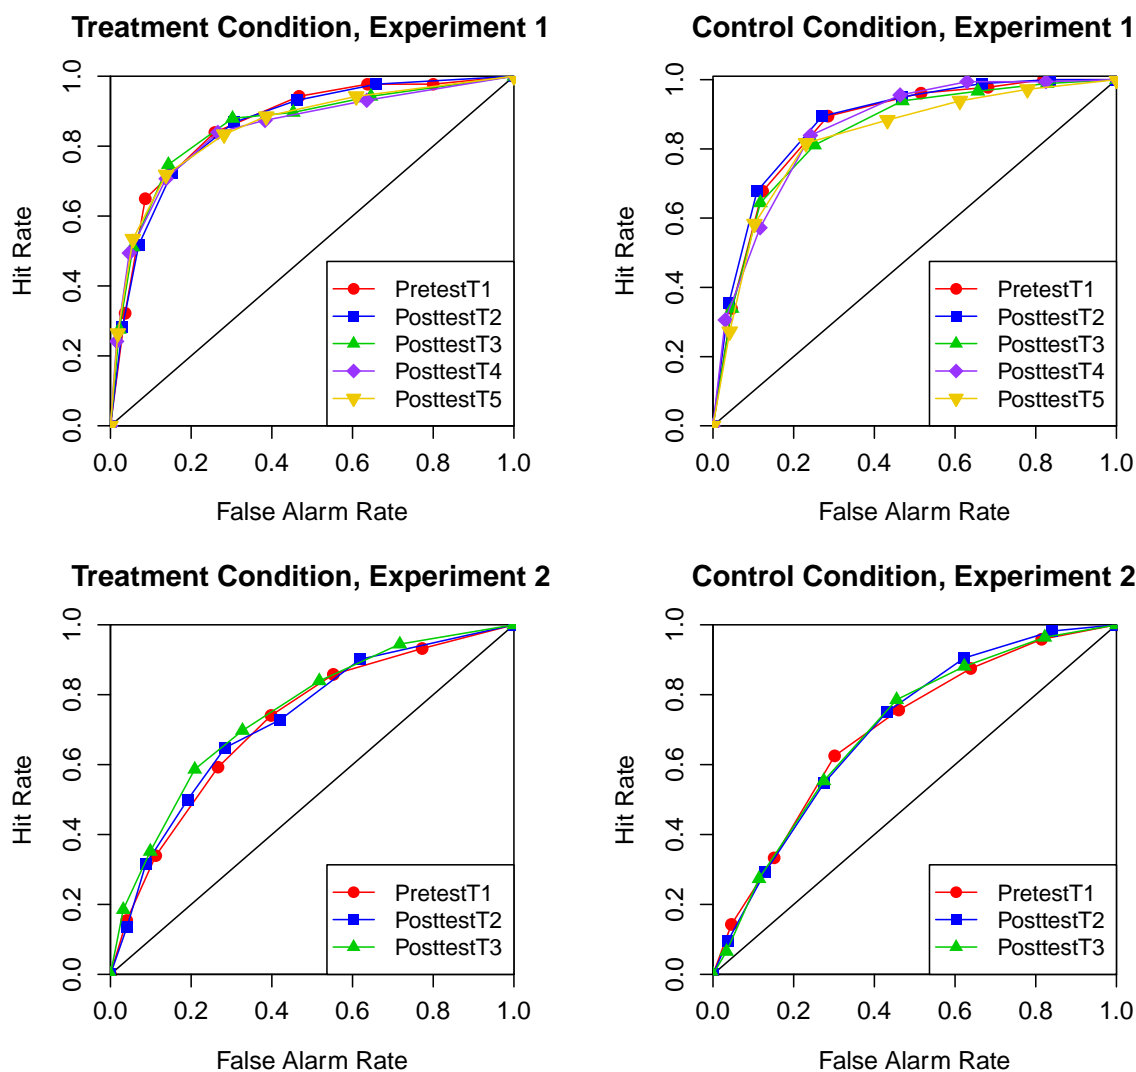 Treatment Condition, Experiment 1
Hit Rate
0.0 0.2 0.4 0.6 0.8 1.0
PretestT1
PosttestT2
PosttestT3
PosttestT4
PosttestT5
0.0 0.2 0.4 0.6 0.8 1.0
False Alarm Rate
Control Condition, Experiment 1
Hit Rate
0.0 0.2 0.4 0.6 0.8 1.0
PretestT1
PosttestT2
PosttestT3
PosttestT4
PosttestT5
0.0 0.2 0.4 0.6 0.8 1.0
False Alarm Rate
Treatment Condition, Experiment 2
Hit Rate
0.0 0.2 0.4 0.6 0.8 1.0
PretestT1
PosttestT2
PosttestT3
0.0 0.2 0.4 0.6 0.8 1.0
False Alarm Rate
Control Condition, Experiment 2
Hit Rate
0.0 0.2 0.4 0.6 0.8 1.0
PretestT1
PosttestT2
PosttestT3
0.0 0.2 0.4 0.6 0.8 1.0
False Alarm Rate